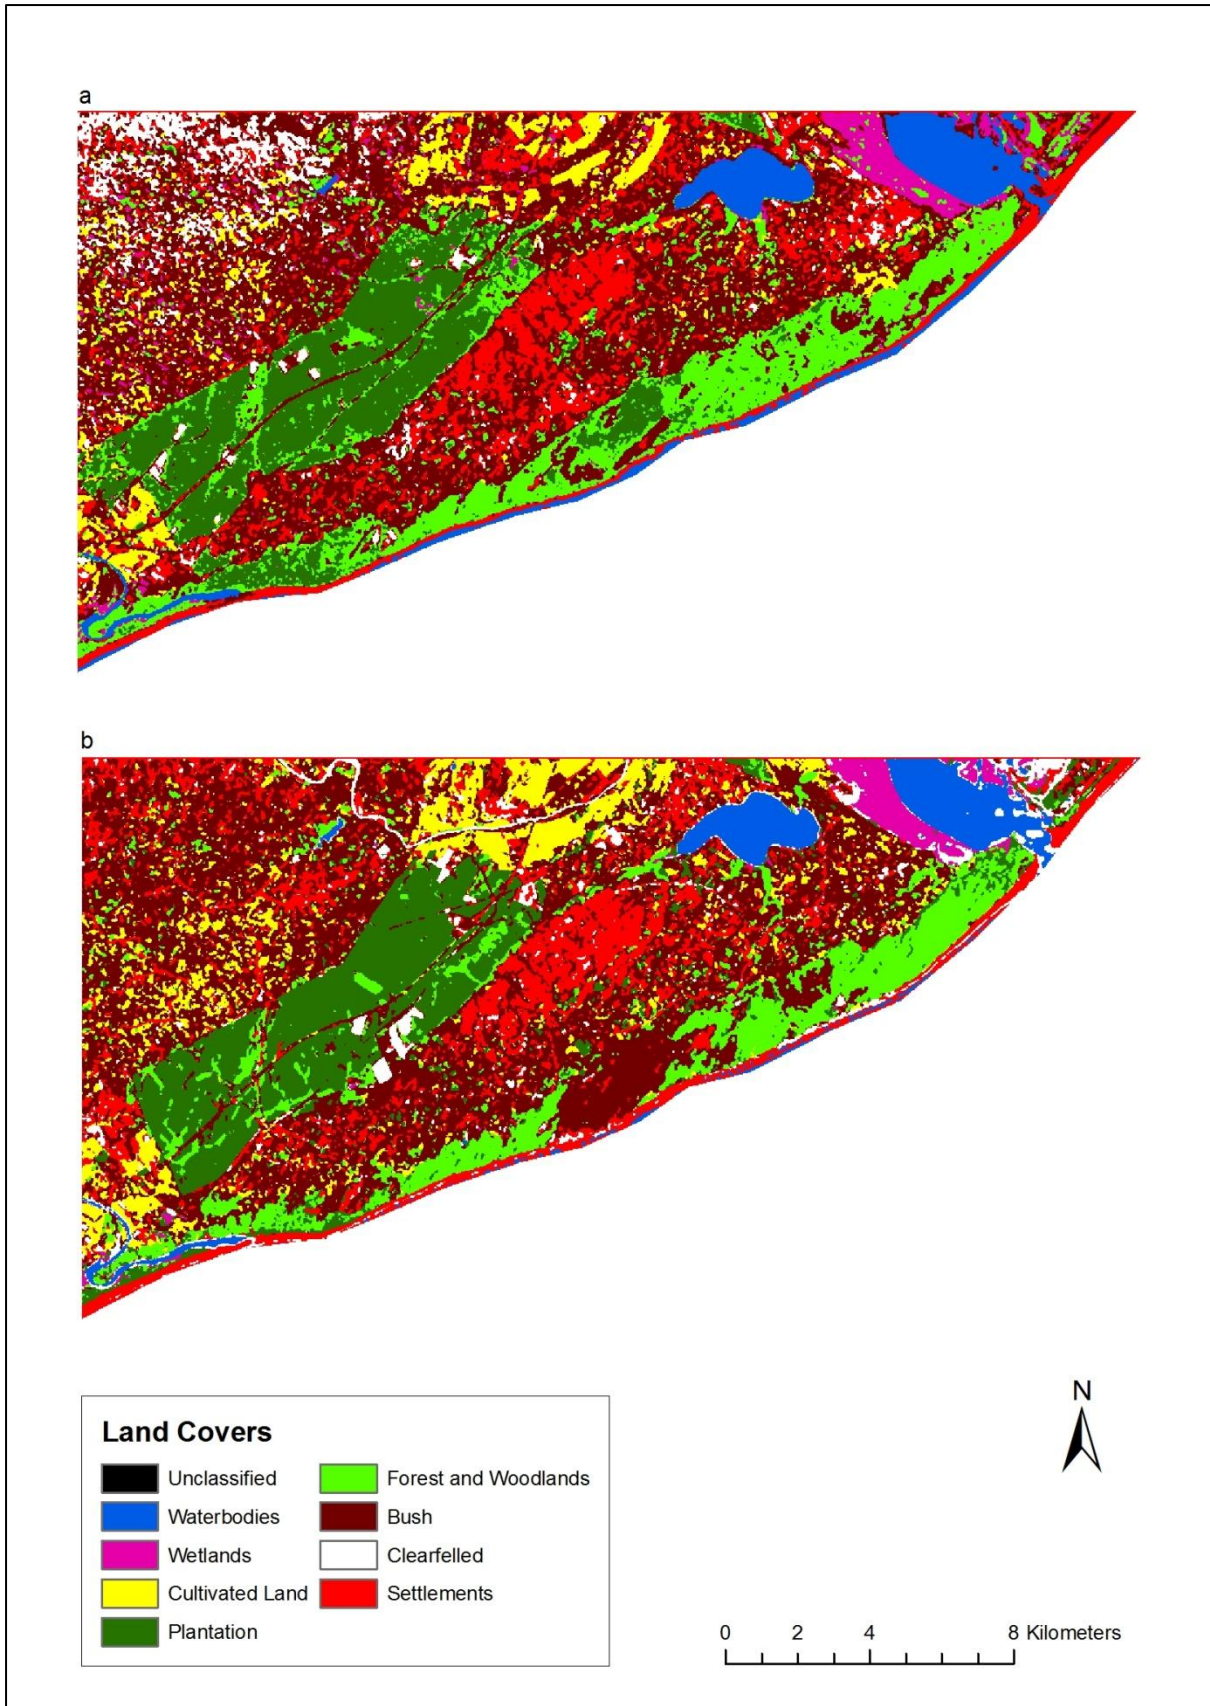 a
b
N
Land Covers
Unclassified
Forest and Woodlands
Waterbodies
Bush
Wetlands
Clearfelled
Cultivated Land
Settlements
Plantation
0 2 4 8 Kilometers